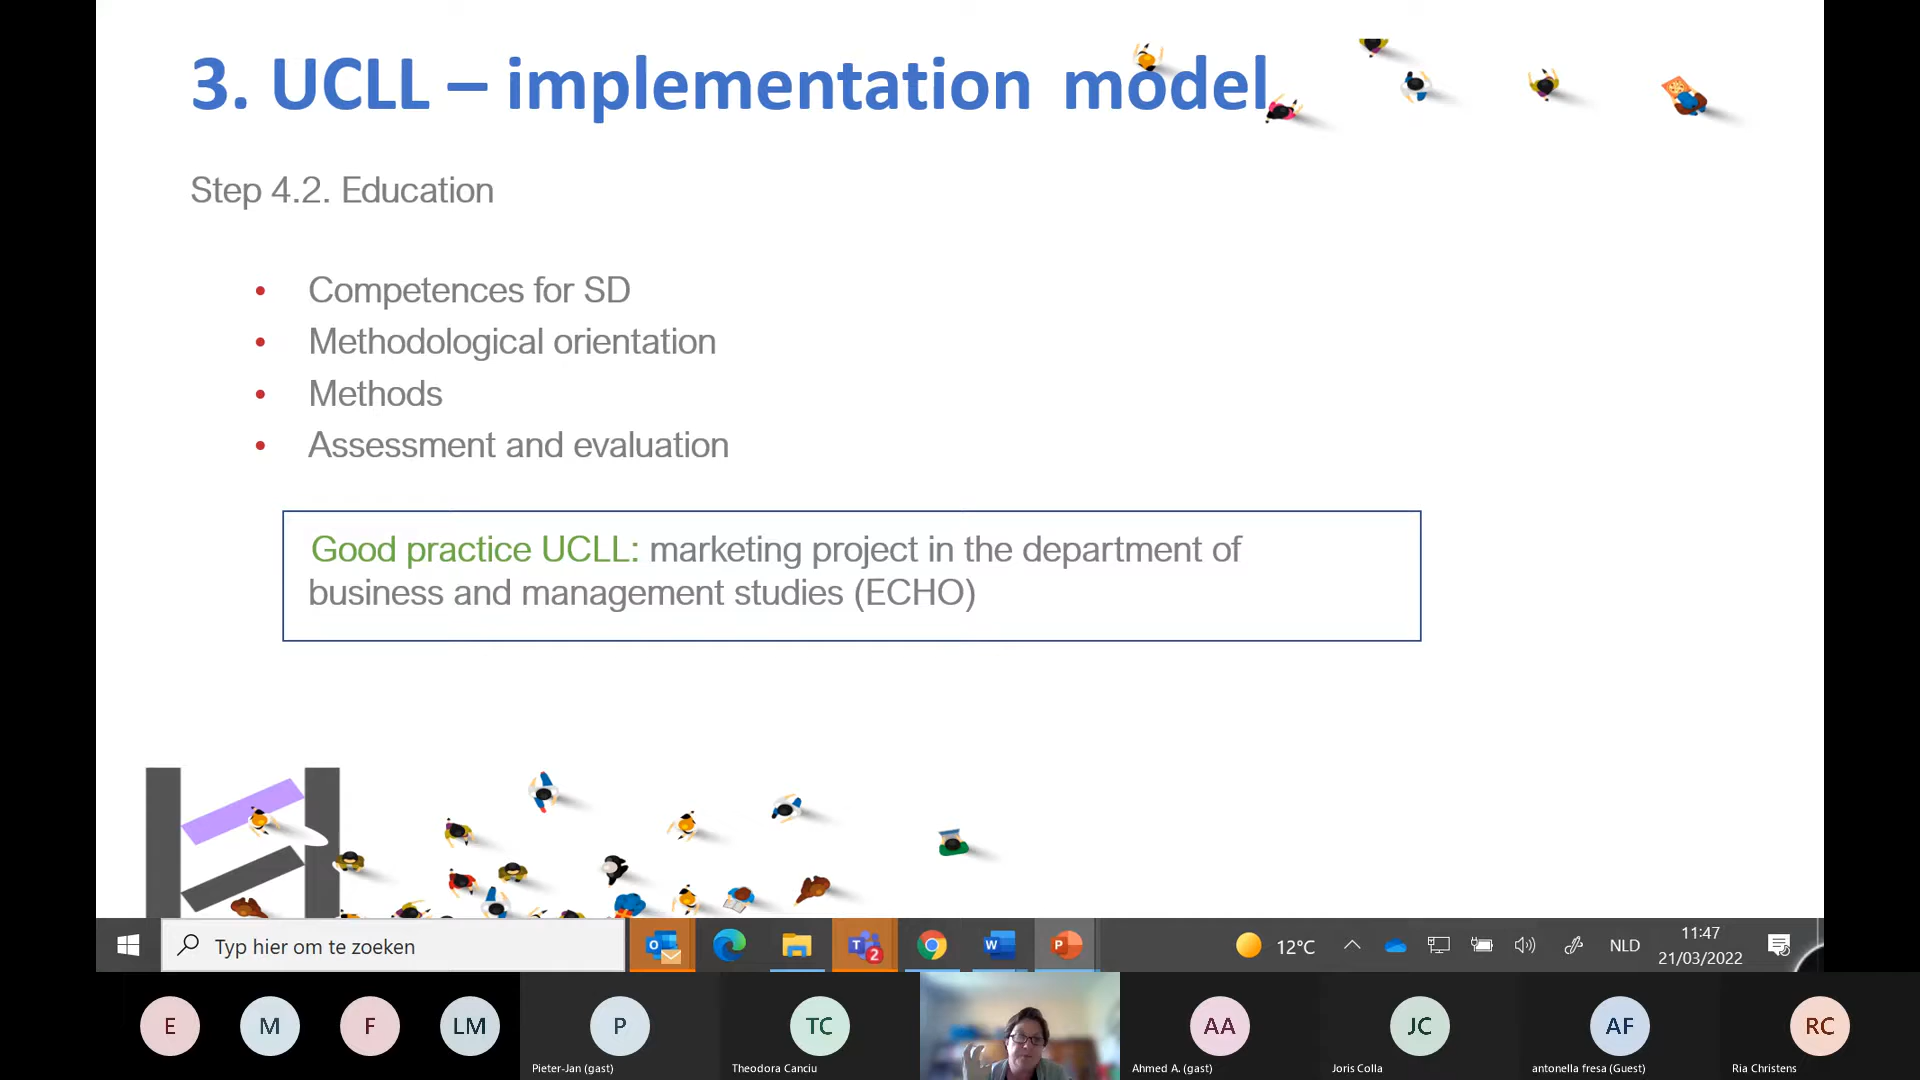 3. UCLL – implementation model
Step 4.2. Education
• Competences for SD
• Methodological orientation
• Methods
• Assessment and evaluation
Good practice UCLL: marketing project in the department of
business and management studies (ECHO)
Typ hier om te zoeken
2
12°C
NLD
11:47
21/03/2022
E
M
F
LM
P
TC
AA
JC
AF
RC
Pieter-Jan (gast)
Theodora Canciu
Ahmed A. (gast)
Joris Colla
antonella fresa (Guest)
Ria Christens